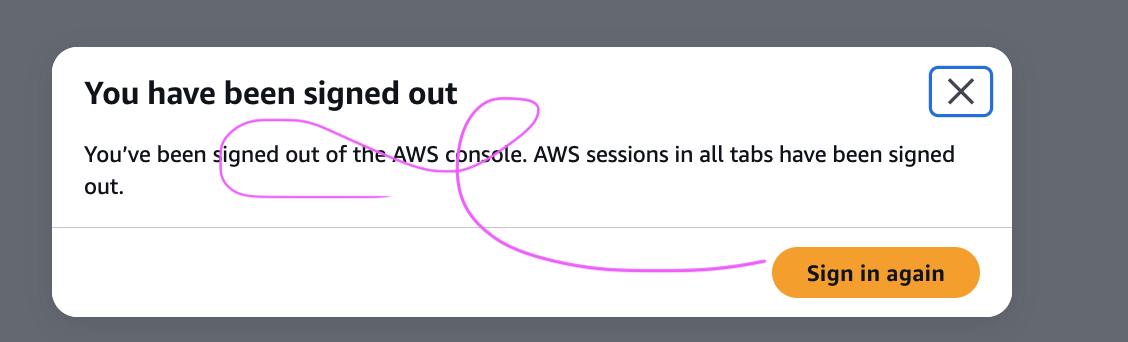 You have been signed out
You’ve been signed out of the AWS console. AWS sessions in all tabs have been signed
out.
Sign in again